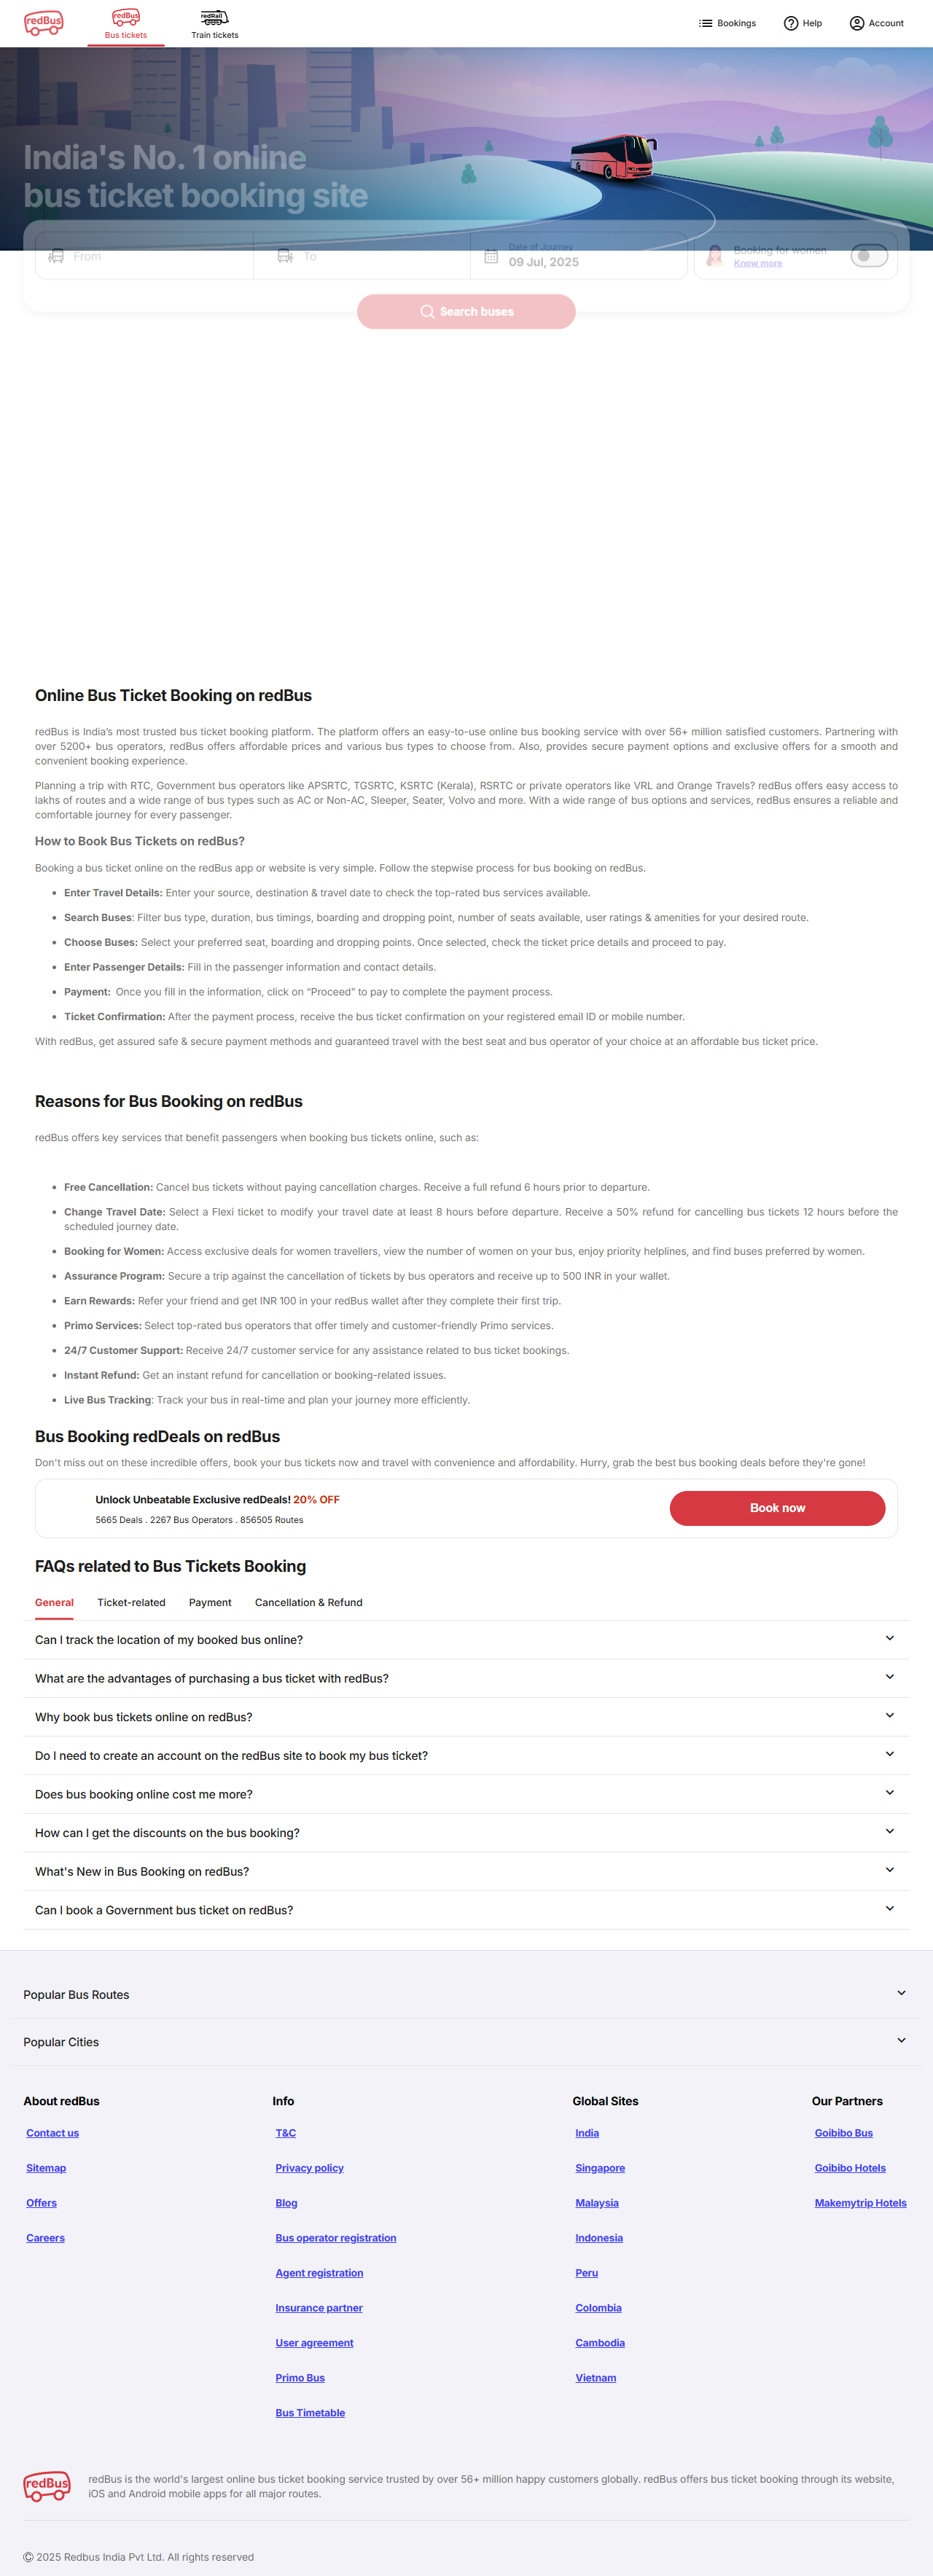 redBus
redBus
Bus tickets
redRail
Train tickets
Bookings
Help
Account
India's No. 1 online
bus ticket booking site
From
To
Date of Journey
09 Jul, 2025
Booking for women
Know more
Search buses
Online Bus Ticket Booking on redBus
redBus is India’s most trusted bus ticket booking platform. The platform offers an easy-to-use online bus booking service with over 56+ million satisfied customers. Partnering with
over 5200+ bus operators, redBus offers affordable prices and various bus types to choose from. Also, provides secure payment options and exclusive offers for a smooth and
convenient booking experience.
Planning a trip with RTC, Government bus operators like APSRTC, TGSRTC, KSRTC (Kerala), RSRTC or private operators like VRL and Orange Travels? redBus offers easy access to
lakhs of routes and a wide range of bus types such as AC or Non-AC, Sleeper, Seater, Volvo and more. With a wide range of bus options and services, redBus ensures a reliable and
comfortable journey for every passenger.
How to Book Bus Tickets on redBus?
Booking a bus ticket online on the redBus app or website is very simple. Follow the stepwise process for bus booking on redBus.
• Enter Travel Details: Enter your source, destination & travel date to check the top-rated bus services available.
• Search Buses: Filter bus type, duration, bus timings, boarding and dropping point, number of seats available, user ratings & amenities for your desired route.
• Choose Buses: Select your preferred seat, boarding and dropping points. Once selected, check the ticket price details and proceed to pay.
• Enter Passenger Details: Fill in the passenger information and contact details.
• Payment: Once you fill in the information, click on “Proceed” to pay to complete the payment process.
• Ticket Confirmation: After the payment process, receive the bus ticket confirmation on your registered email ID or mobile number.
With redBus, get assured safe & secure payment methods and guaranteed travel with the best seat and bus operator of your choice at an affordable bus ticket price.
Reasons for Bus Booking on redBus
redBus offers key services that benefit passengers when booking bus tickets online, such as:
• Free Cancellation: Cancel bus tickets without paying cancellation charges. Receive a full refund 6 hours prior to departure.
• Change Travel Date: Select a Flexi ticket to modify your travel date at least 8 hours before departure. Receive a 50% refund for cancelling bus tickets 12 hours before the
scheduled journey date.
• Booking for Women: Access exclusive deals for women travellers, view the number of women on your bus, enjoy priority helplines, and find buses preferred by women.
• Assurance Program: Secure a trip against the cancellation of tickets by bus operators and receive up to 500 INR in your wallet.
• Earn Rewards: Refer your friend and get INR 100 in your redBus wallet after they complete their first trip.
• Primo Services: Select top-rated bus operators that offer timely and customer-friendly Primo services.
• 24/7 Customer Support: Receive 24/7 customer service for any assistance related to bus ticket bookings.
• Instant Refund: Get an instant refund for cancellation or booking-related issues.
• Live Bus Tracking: Track your bus in real-time and plan your journey more efficiently.
Bus Booking redDeals on redBus
Don't miss out on these incredible offers, book your bus tickets now and travel with convenience and affordability. Hurry, grab the best bus booking deals before they're gone!
Unlock Unbeatable Exclusive redDeals! 20% OFF
5665 Deals . 2267 Bus Operators . 856505 Routes
Book now
FAQs related to Bus Tickets Booking
General Ticket-related Payment Cancellation & Refund
Can I track the location of my booked bus online?
What are the advantages of purchasing a bus ticket with redBus?
Why book bus tickets online on redBus?
Do I need to create an account on the redBus site to book my bus ticket?
Does bus booking online cost me more?
How can I get the discounts on the bus booking?
What's New in Bus Booking on redBus?
Can I book a Government bus ticket on redBus?
Popular Bus Routes
Popular Cities
About redBus
Contact us
Sitemap
Offers
Careers
Info
T&C
Privacy policy
Blog
Bus operator registration
Agent registration
Insurance partner
User agreement
Primo Bus
Bus Timetable
Global Sites
India
Singapore
Malaysia
Indonesia
Peru
Colombia
Cambodia
Vietnam
Our Partners
Goibibo Bus
Goibibo Hotels
Makemytrip Hotels
redBus
redBus is the world's largest online bus ticket booking service trusted by over 56+ million happy customers globally. redBus offers bus ticket booking through its website,
iOS and Android mobile apps for all major routes.
© 2025 Redbus India Pvt Ltd. All rights reserved